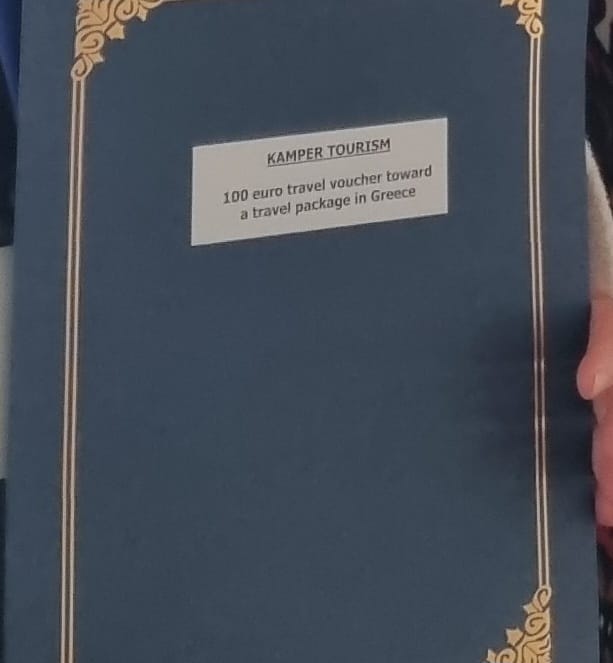 KAMPER TOURISM
100 euro travel voucher toward
a travel package in Greece